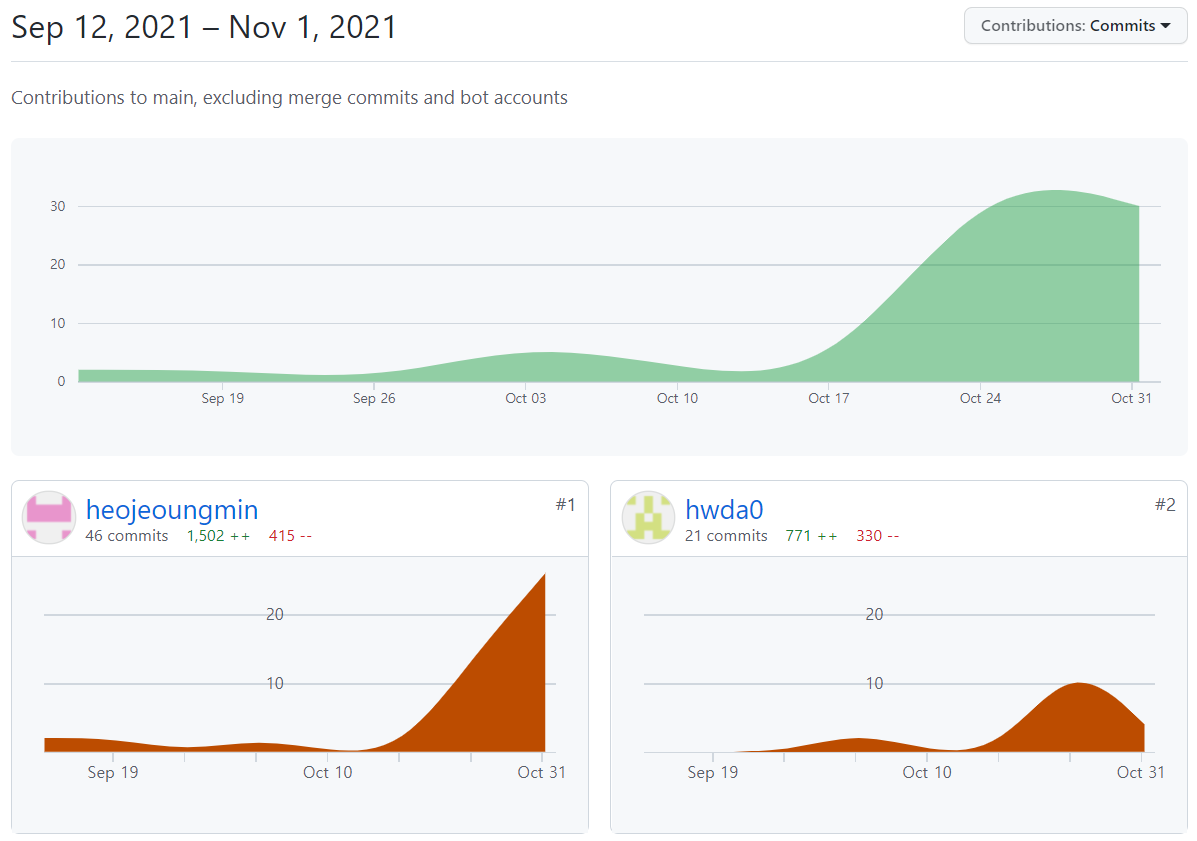 Sep 12, 2021 – Nov 1, 2021
Contributions: Commits
Contributions to main, excluding merge commits and bot accounts
30
20
10
0
Sep 19 Sep 26 Oct 03 Oct 10 Oct 17 Oct 24 Oct 31
heojeoungmin #1
46 commits 1,502 ++ 415 --
20
10
Sep 19 Oct 10 Oct 31
hwda0 #2
21 commits 771 ++ 330 --
20
10
Sep 19 Oct 10 Oct 31